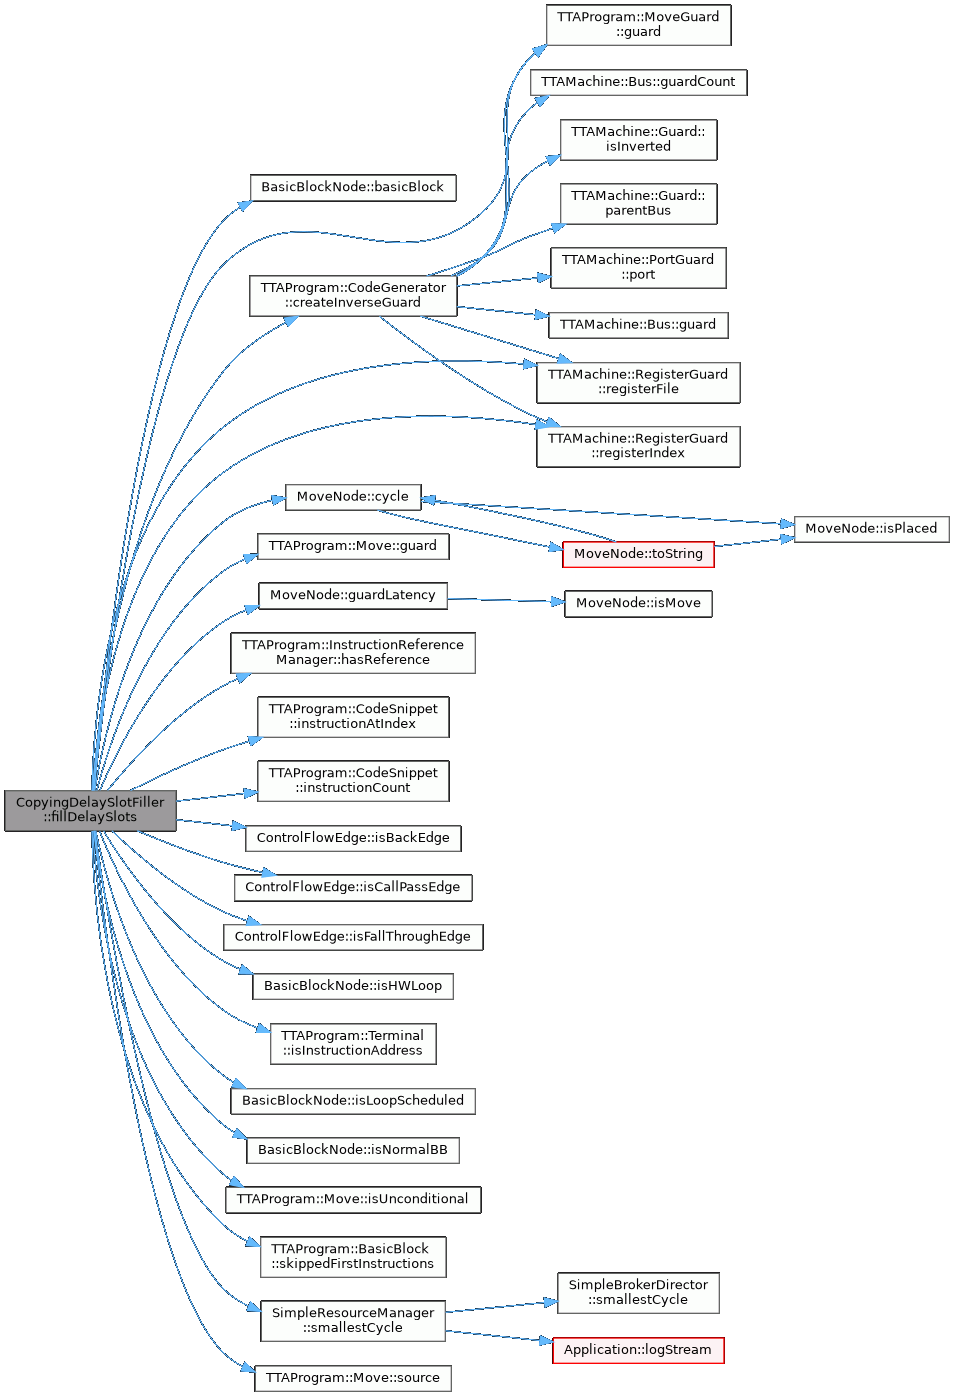 TTAProgram::MoveGuard
::guard
TTAMachine::Bus::guardCount
TTAMachine::Guard::
isInverted
BasicBlockNode::basicBlock
TTAMachine::Guard::
parentBus
TTAProgram::CodeGenerator
::createInverseGuard
TTAMachine::PortGuard
::port
TTAMachine::Bus::guard
TTAMachine::RegisterGuard
::registerFile
TTAMachine::RegisterGuard
::registerIndex
MoveNode::cycle
MoveNode::isPlaced
TTAProgram::Move::guard
MoveNode::toString
MoveNode::guardLatency
MoveNode::isMove
TTAProgram::InstructionReference
Manager::hasReference
TTAProgram::CodeSnippet
::instructionAtIndex
TTAProgram::CodeSnippet
::instructionCount
CopyingDelaySlotFiller
::fillDelaySlots
ControlFlowEdge::isBackEdge
ControlFlowEdge::isCallPassEdge
ControlFlowEdge::isFallThroughEdge
BasicBlockNode::isHWLoop
TTAProgram::Terminal
::isInstructionAddress
BasicBlockNode::isLoopScheduled
BasicBlockNode::isNormalBB
TTAProgram::Move::isUnconditional
TTAProgram::BasicBlock
::skippedFirstInstructions
SimpleResourceManager
::smallestCycle
SimpleBrokerDirector
::smallestCycle
Application::logStream
TTAProgram::Move::source